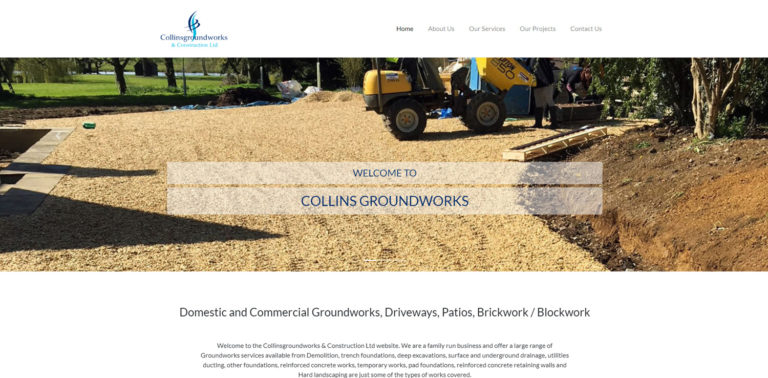 Collinsgroundworks
& Construction Ltd
Home About Us Our Services Our Projects Contact Us
WELCOME TO
COLLINS GROUNDWORKS
Domestic and Commercial Groundworks, Driveways, Patios, Brickwork / Blockwork
Welcome to the Collinsgroundworks & Construction Ltd website. We are a family run business and offer a large range of
Groundworks services available from Demolition, trench foundations, deep excavations, surface and underground drainage, utilities
ducting, other foundations, reinforced concrete works, temporary works, pad foundations, reinforced concrete retaining walls and
Hard landscaping are just some of the types of works covered.